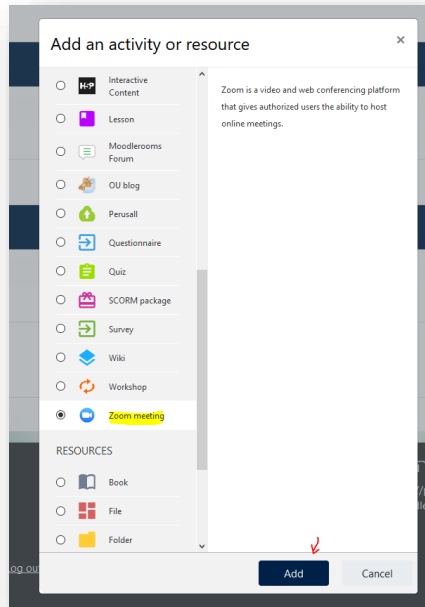 Add an activity or resource
×
H5P
Interactive
Content
Zoom is a video and web conferencing platform
that gives authorized users the ability to host
online meetings.
Lesson
Moodlerooms
Forum
OU blog
Perusall
Questionnaire
Quiz
SCORM package
Survey
Wiki
Workshop
Zoom meeting
RESOURCES
Book
File
Folder
Add
Cancel